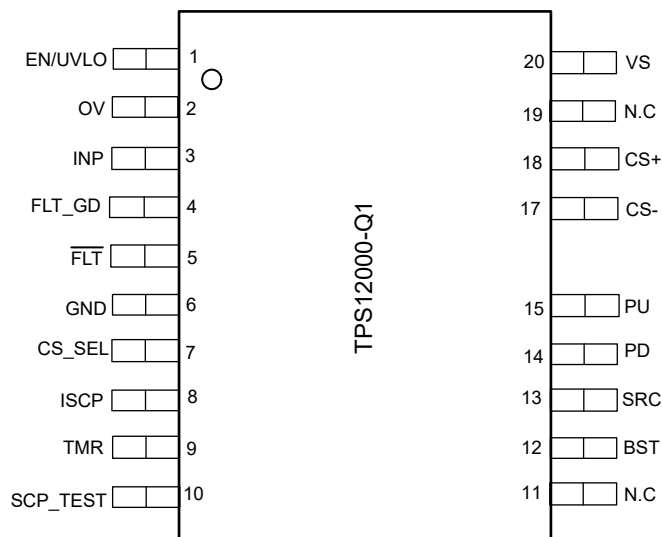 EN/UVLO 1
OV 2
INP 3
FLT_GD 4
FLT 5
GND 6
CS_SEL 7
ISCP 8
TMR 9
SCP_TEST 10
TPS12000-Q1
20 VS
19 N.C
18 CS+
17 CS-
15 PU
14 PD
13 SRC
12 BST
11 N.C